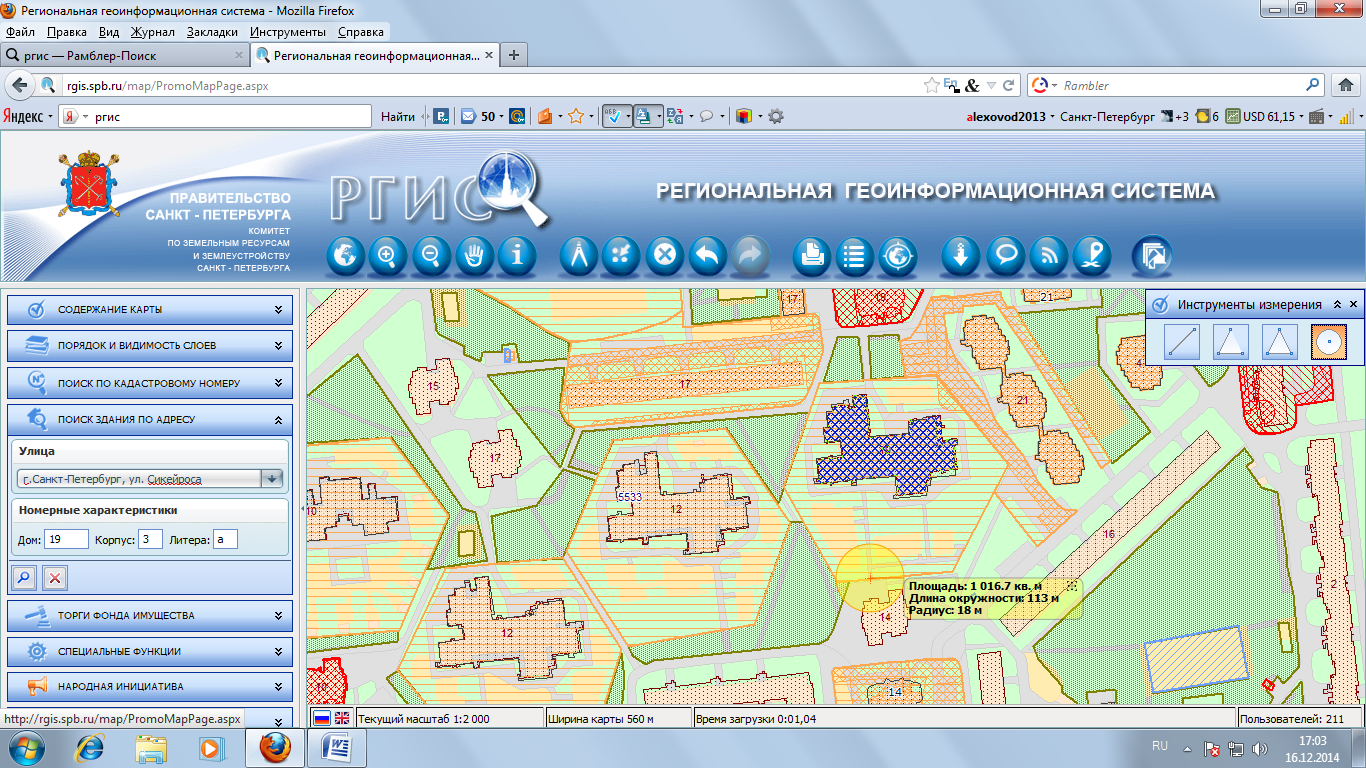 Региональная геоинформационная система - Mozilla Firefox
Файл Правка Вид Журнал Закладки Инструменты Справка
ргис — Рамблер-Поиск
Региональная геоинформационная...
rgis.spb.ru/map/PromoMapPage.aspx
Rambler
Яндекс
ргис
Найти
50
alexovod2013
Санкт-Петербург
+3
6
USD 61,15
ПРАВИТЕЛЬСТВО
САНКТ - ПЕТЕРБУРГА
КОМИТЕТ
ПО ЗЕМЕЛЬНЫМ РЕСУРСАМ
И ЗЕМЛЕУСТРОЙСТВУ
САНКТ - ПЕТЕРБУРГА
РГИС
РЕГИОНАЛЬНАЯ ГЕОИНФОРМАЦИОННАЯ СИСТЕМА
СОДЕРЖАНИЕ КАРТЫ
ПОРЯДОК И ВИДИМОСТЬ СЛОЕВ
ПОИСК ПО КАДАСТРОВОМУ НОМЕРУ
ПОИСК ЗДАНИЯ ПО АДРЕСУ
Улица
г.Санкт-Петербург, ул. Сикейроса
Номерные характеристики
Дом: 19 Корпус: 3 Литера: а
ТОРГИ ФОНДА ИМУЩЕСТВА
СПЕЦИАЛЬНЫЕ ФУНКЦИИ
НАРОДНАЯ ИНИЦИАТИВА
Инструменты измерения
17
21
15
17
4
21
17
5533
12
10
16
2
12
14
14
10
Площадь: 1 016.7 кв. м
Длина окружности: 113 м
Радиус: 18 м
http://rgis.spb.ru/map/PromoMapPage.aspx
Текущий масштаб 1:2 000
Ширина карты 560 м
Время загрузки 0:01,04
Пользователей: 211
RU
17:03
16.12.2014